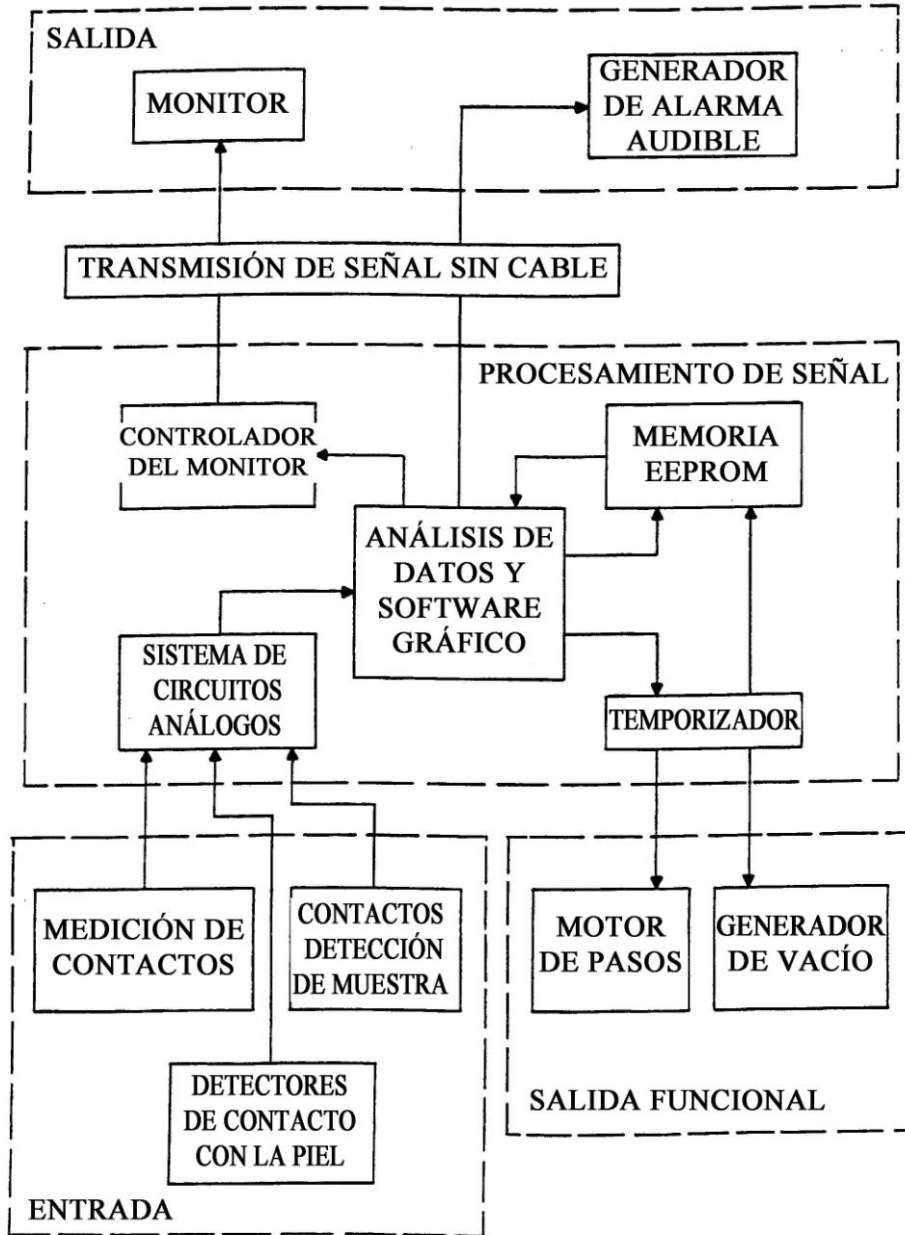 SALIDA
MONITOR
GENERADOR
DE ALARMA
AUDIBLE
TRANSMISIÓN DE SEÑAL SIN CABLE
PROCESAMIENTO DE SEÑAL
CONTROLADOR
DEL MONITOR
MEMORIA
EEPROM
ANÁLISIS DE
DATOS Y
SOFTWARE
GRÁFICO
SISTEMA DE
CIRCUITOS
ANÁLOGOS
TEMPORIZADOR
MEDICIÓN DE
CONTACTOS
CONTACTOS
DETECCIÓN
DE MUESTRA
MOTOR
DE PASOS
GENERADOR
DE VACÍO
DETECTORES
DE CONTACTO
CON LA PIEL
SALIDA FUNCIONAL
ENTRADA